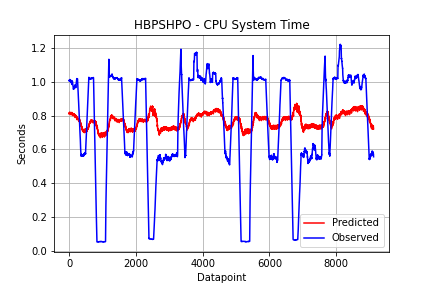 HBPSHPO - CPU System Time
1.2
1.0
0.8
0.6
0.4
0.2
0.0
Seconds
0 2000 4000 6000 8000
Datapoint
Predicted
Observed